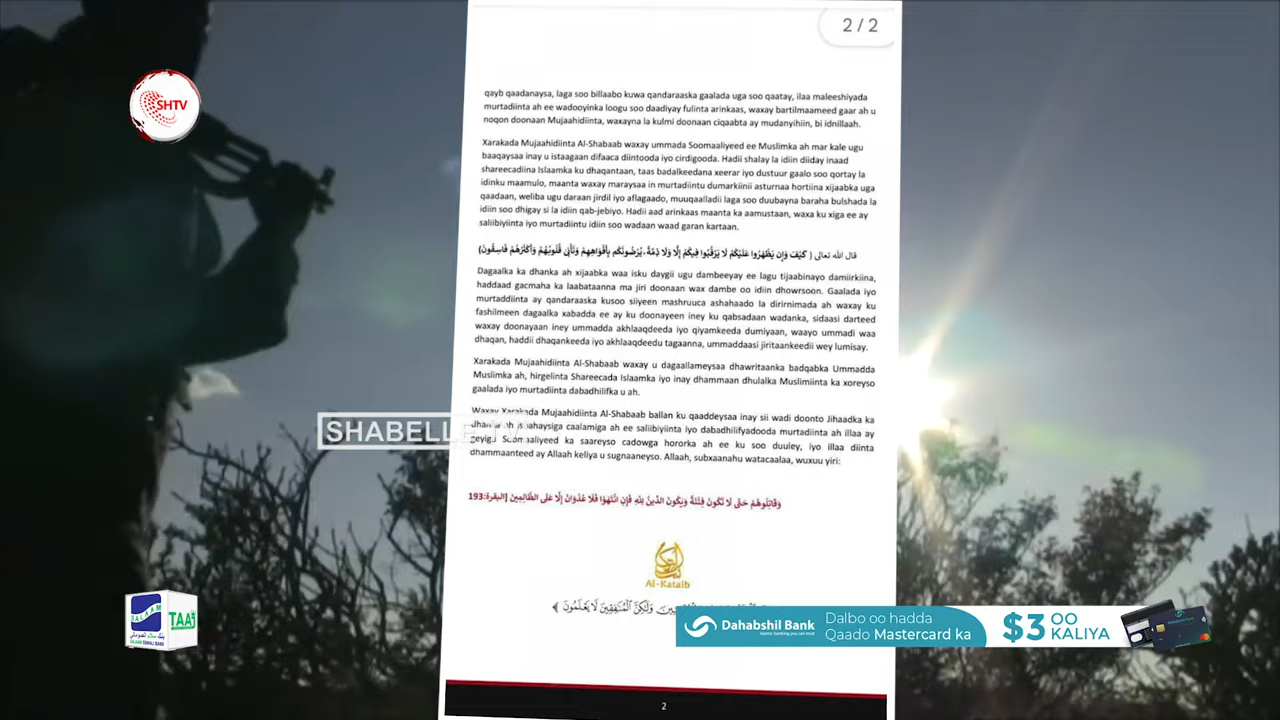 2 / 2
SHTV
qayb qaadanaysa, laga soo billaabo kuwa qandaraaska gaalada uga soo qaatay, ilaa maleeshiyada
murtadiinta ah ee wadooyinka loogu soo daadiyay fulinta arinkaas, waxay bartilmaameed gaar ah u
noqon doonaan Mujaahidiinta, waxayna la kulmi doonaan ciqaabta ay mudanyihiin, bi idnillaah.
Xarakada Mujaahidiinta Al-Shabaab waxay ummada Soomaaliyeed ee Muslimka ah mar kale ugu
baaqaysaa inay u istaagaan difaaca diintooda iyo cirdigooda. Hadii shalay la idiin diiday inaad
shareecadiina Islaamka ku dhaqantaan, taas badalkeedana xeerar iyo dustuur gaalo soo qortay la
idinku maamulo, maanta waxay maraysaa in murtadiintu dumarkiinii asturnaa hortiina xijaabka uga
qaadaan, weliba ugu daraan jirdil iyo aflagaado, muuqaalladii laga soo duubayna baraha bulshada la
idiin soo dhigay si la idiin qab-jebiyo. Hadii aad arinkaas maanta ka aamustaan, waxa ku xiga ee ay
saliibiyiinta iyo murtadiintu idiin soo wadaan waad garan kartaan.
قال الله تعالى ( كَيْفَ وَإِن يَظْهَرُوا عَلَيْكُمْ لَا يَرْقُبُوا فِيكُمْ إِلًّا وَلَا ذِمَّةً، يُرْضُونَكُم بِأَفْوَاهِهِمْ وَتَأْبَىٰ قُلُوبُهُمْ وَأَكْثَرُهُمْ فَاسِقُونَ)
Dagaalka ka dhanka ah xijaabka waa isku daygii ugu dambeeyay ee lagu tijaabinayo damiirkiina,
haddaad gacmaha ka laabataanna ma jiri doonaan wax dambe oo idiin dhowrsoon. Gaalada iyo
murtaddiinta ay qandaraaska kusoo siiyeen mashruuca ashahaado la dirirnimada ah waxay ku
fashilmeen dagaalka xabadda ee ay ku doonayeen iney ku qabsadaan wadanka, sidaasi darteed
waxay doonayaan iney ummadda akhlaaqdeeda iyo qiyamkeeda dumiyaan, waayo ummadi waa
dhaqan, haddii dhaqankeeda iyo akhlaaqdeedu tagaanna, ummaddaasi jiritaankeedii wey lumisay.
Xarakada Mujaahidiinta Al-Shabaab waxay u dagaallameysaa dhawritaanka badqabka Ummadda
Muslimka ah, hirgelinta Shareecada Islaamka iyo inay dhammaan dhulalka Muslimiinta ka xoreyso
gaalada iyo murtadiinta dabadhilifka u ah.
Waxay Xarakada Mujaahidiinta Al-Shabaab ballan ku qaaddeysaa inay sii wadi doonto Jihaadka ka
ah isbahaysiga caalamiga ah ee saliibiyiinta iyo dabadhilifyadooda murtadiinta ah illaa ay
geyiga Soomaaliyeed ka saareyso cadowga hororka ah ee ku soo duuley, iyo illaa diinta
dhammaanteed ay Allaah keliya u sugnaaneyso. Allaah, subxaanahu watacaalaa, wuxuu yiri:
SHABELLE
وَقَاتِلُوهُمْ حَتَّى لَا تَكُونَ فِتْنَةٌ وَيَكُونَ الدِّينُ لِلَّهِ فَإِنِ انْتَهَوْا فَلَا عُدْوَانَ إِلَّا عَلَى الظَّالِمِينَ [البقرة:193
Al-Kataib
وَلَٰكِنَّ الْمُنَافِقِينَ لَا يَعْلَمُونَ
SALAAM
TAAJ
SALAAM SOMALI BANK
Dahabshil Bank
Dalbo oo hadda
Qaado Mastercard ka
$3 OO
KALIYA
2